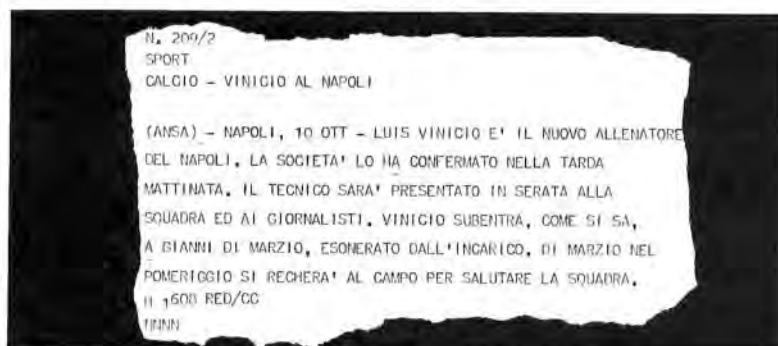 N. 209/2
SPORT
CALCIO - VINICIO AL NAPOLI
(ANSA) - NAPOLI, 10 OTT - LUIS VINICIO E' IL NUOVO ALLENATORE
DEL NAPOLI. LA SOCIETA' LO HA CONFERMATO NELLA TARDA
MATTINATA. IL TECNICO SARA' PRESENTATO IN SERATA ALLA
SQUADRA ED AI GIORNALISTI. VINICIO SUBENTRA, COME SI SA,
A GIANNI DI MARZIO, ESONERATO DALL'INCARICO. DI MARZIO NEL
POMERIGGIO SI RECHERA' AL CAMPO PER SALUTARE LA SQUADRA.
H 1600 RED/CC
NNNN